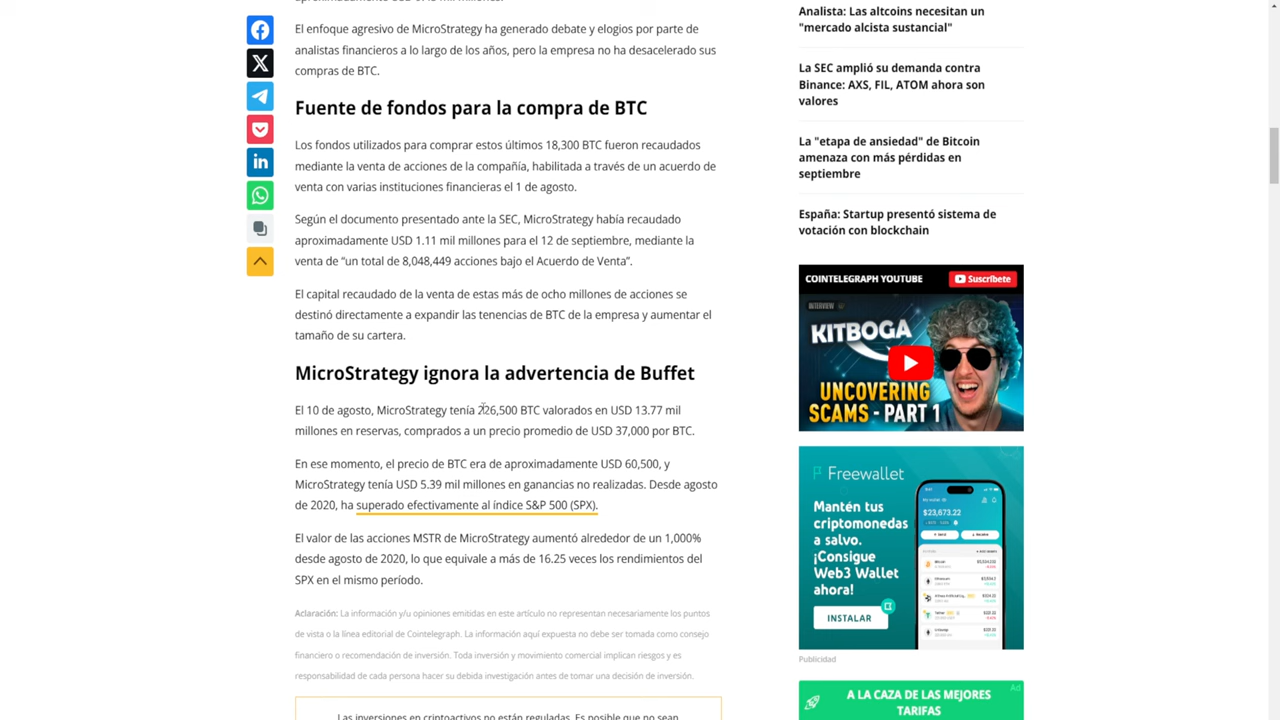 El enfoque agresivo de MicroStrategy ha generado debate y elogios por parte de
analistas financieros a lo largo de los años, pero la empresa no ha desacelerado sus
compras de BTC.
Fuente de fondos para la compra de BTC
Los fondos utilizados para comprar estos últimos 18,300 BTC fueron recaudados
mediante la venta de acciones de la compañía, habilitada a través de un acuerdo de
venta con varias instituciones financieras el 1 de agosto.
Según el documento presentado ante la SEC, MicroStrategy había recaudado
aproximadamente USD 1.11 mil millones para el 12 de septiembre, mediante la
venta de “un total de 8,048,449 acciones bajo el Acuerdo de Venta”.
El capital recaudado de la venta de estas más de ocho millones de acciones se
destinó directamente a expandir las tenencias de BTC de la empresa y aumentar el
tamaño de su cartera.
MicroStrategy ignora la advertencia de Buffet
El 10 de agosto, MicroStrategy tenía 226,500 BTC valorados en USD 13.77 mil
millones en reservas, comprados a un precio promedio de USD 37,000 por BTC.
En ese momento, el precio de BTC era de aproximadamente USD 60,500, y
MicroStrategy tenía USD 5.39 mil millones en ganancias no realizadas. Desde agosto
de 2020, ha superado efectivamente al índice S&P 500 (SPX).
El valor de las acciones MSTR de MicroStrategy aumentó alrededor de un 1,000%
desde agosto de 2020, lo que equivale a más de 16.25 veces los rendimientos del
SPX en el mismo período.
Aclaración: La información y/u opiniones emitidas en este artículo no representan necesariamente los puntos
de vista o la línea editorial de Cointelegraph. La información aquí expuesta no debe ser tomada como consejo
financiero o recomendación de inversión. Toda inversión y movimiento comercial implican riesgos y es
responsabilidad de cada persona hacer su debida investigación antes de tomar una decisión de inversión.
Las inversiones en criptoactivos no están reguladas. Es posible que no sean
Analista: Las altcoins necesitan un
"mercado alcista sustancial"
La SEC amplió su demanda contra
Binance: AXS, FIL, ATOM ahora son
valores
La "etapa de ansiedad" de Bitcoin
amenaza con más pérdidas en
septiembre
España: Startup presentó sistema de
votación con blockchain
COINTELEGRAPH YOUTUBE
Suscríbete
INTERVIEW
KITBOGA
UNCOVERING
SCAMS - PART 1
Freewallet
Mantén tus
criptomonedas
a salvo.
¡Consigue
Web3 Wallet
ahora!
INSTALAR
$23,673.22
Publicidad
Ad
A LA CAZA DE LAS MEJORES
TARIFAS